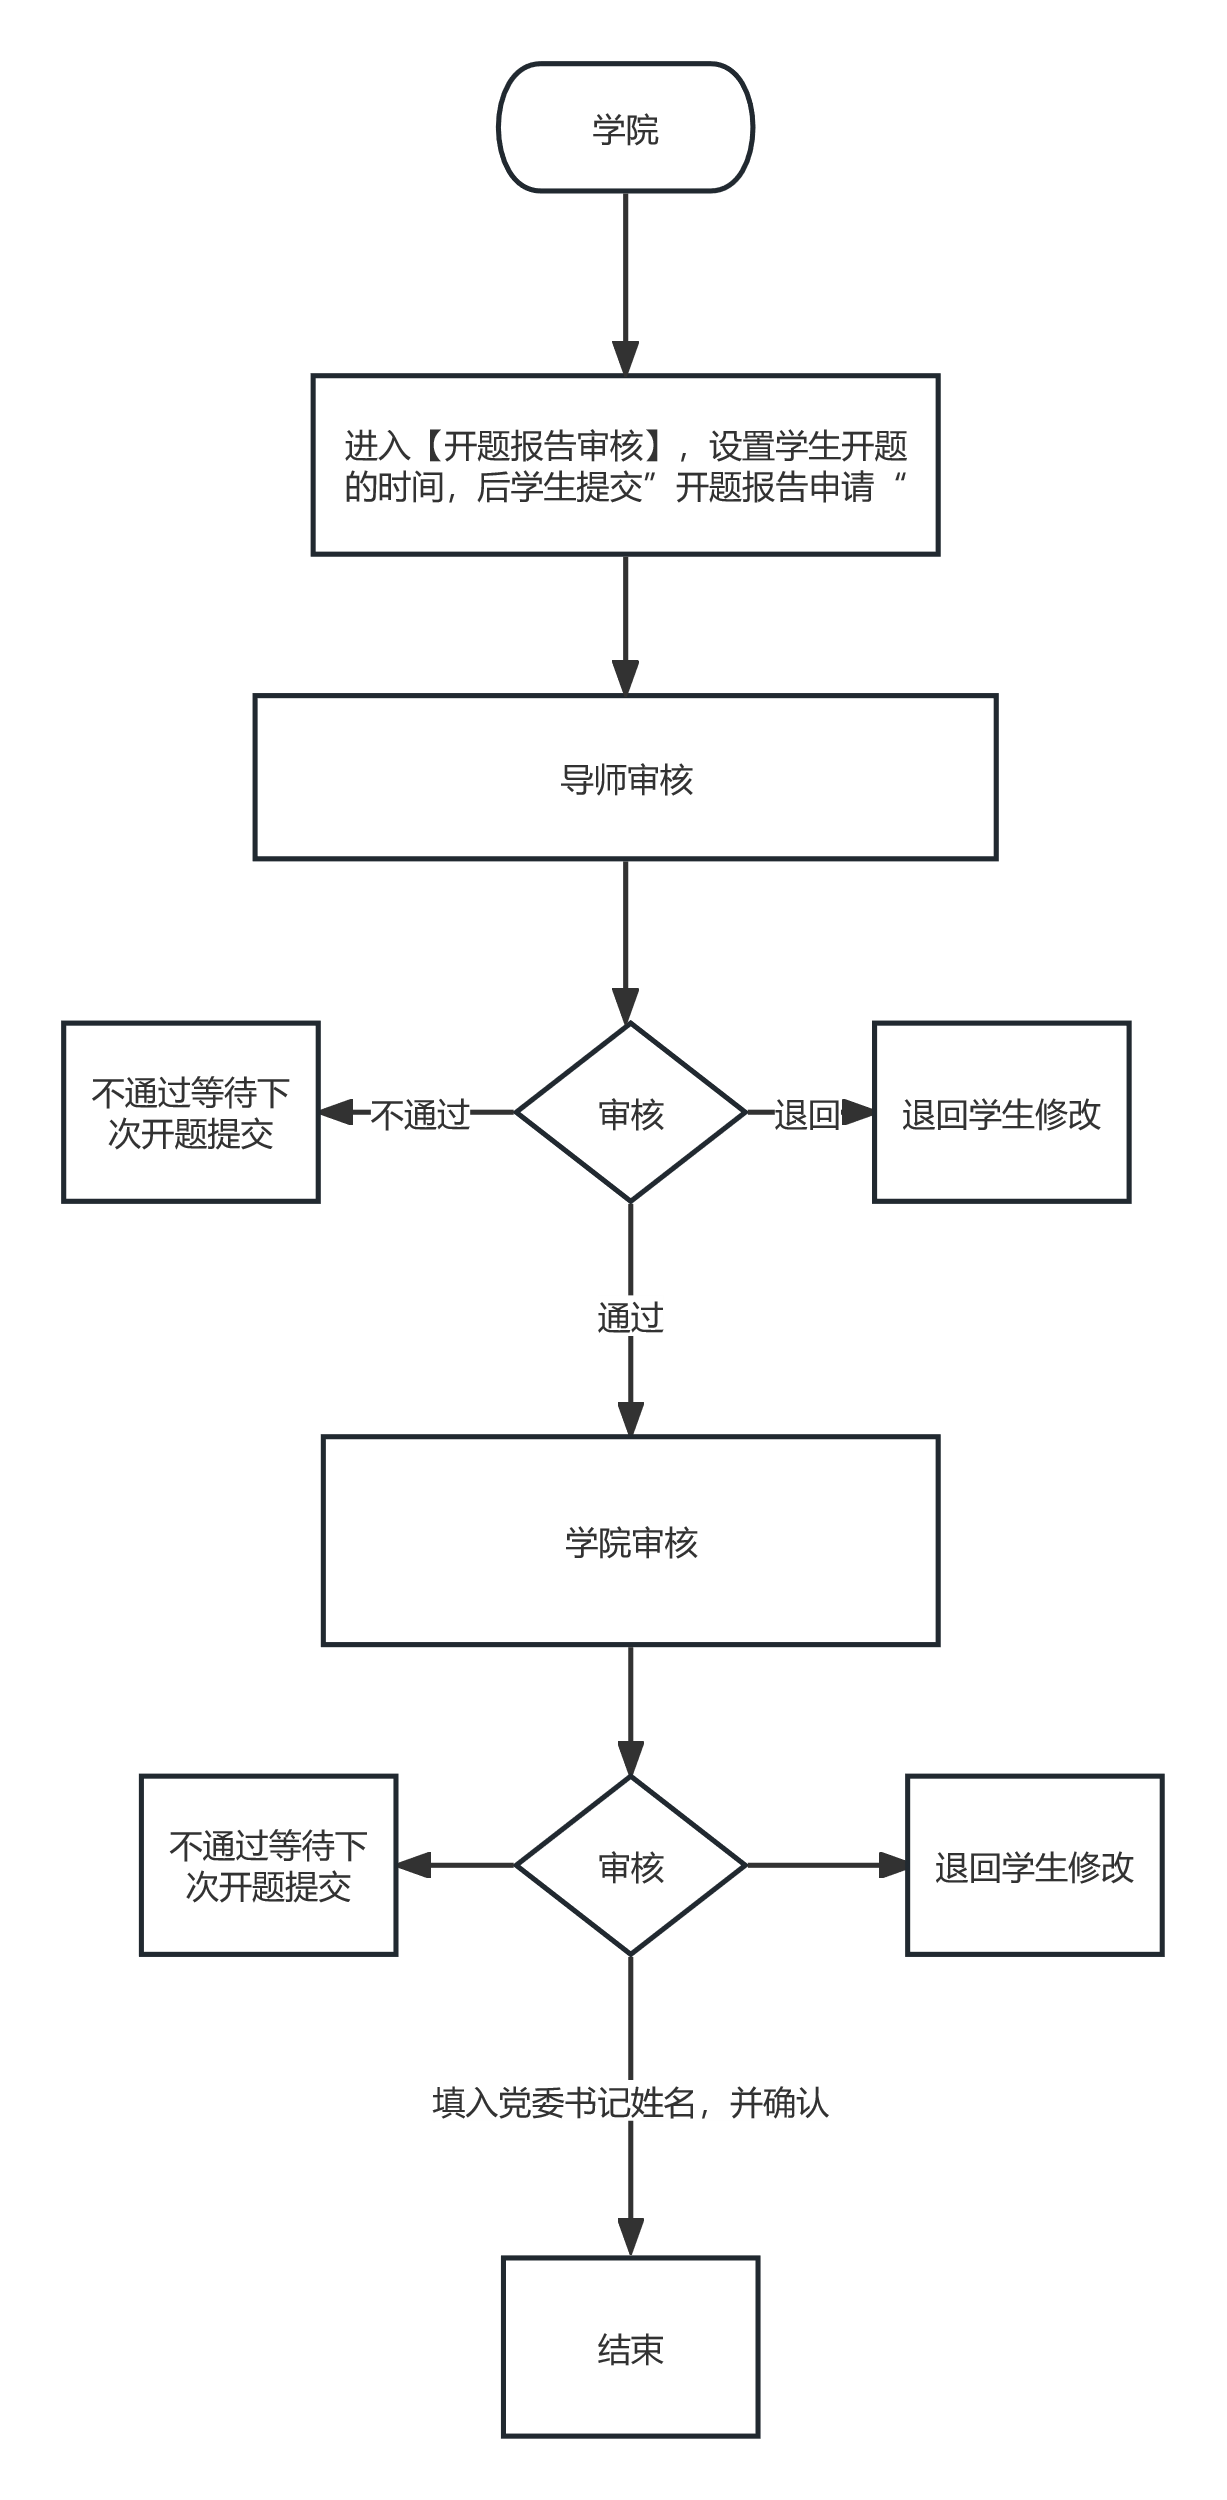 学院
进入【开题报告审核】，设置学生开题
的时间，后学生提交”开题报告申请“
导师审核
不通过等待下
次开题提交
不通过
审核
退回
退回学生修改
通过
学院审核
不通过等待下
次开题提交
审核
退回学生修改
填入党委书记姓名，并确认
结束